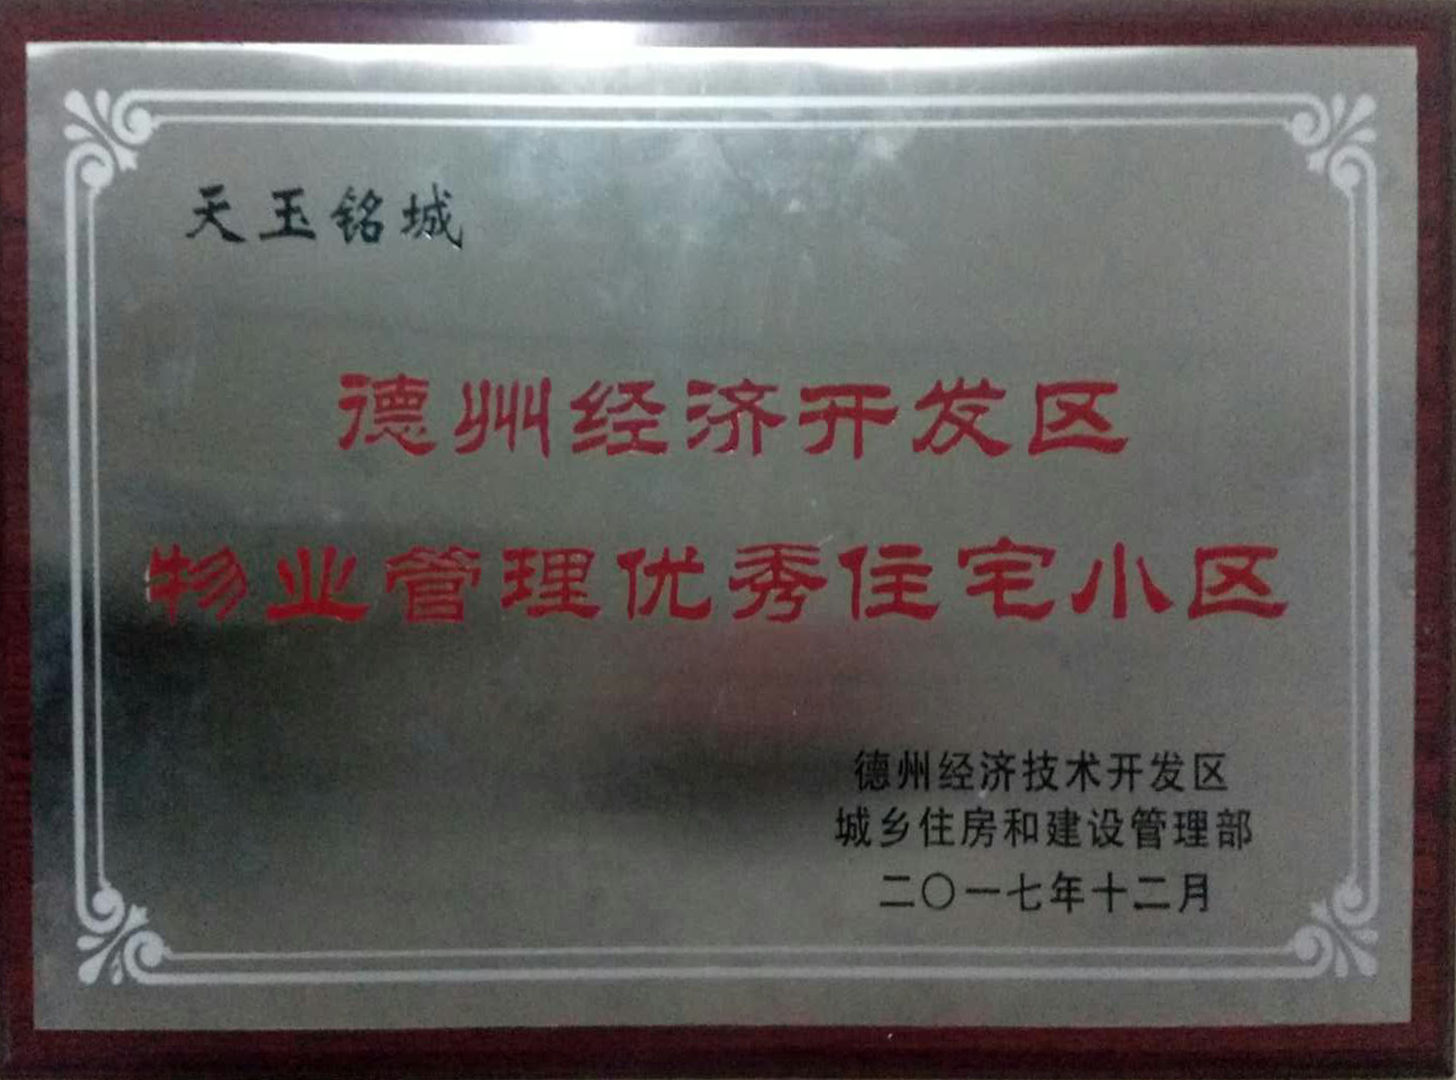 天玉铭城
德州经济开发区
物业管理优秀住宅小区
德州经济技术开发区
城乡住房和建设管理部
二〇一七年十二月